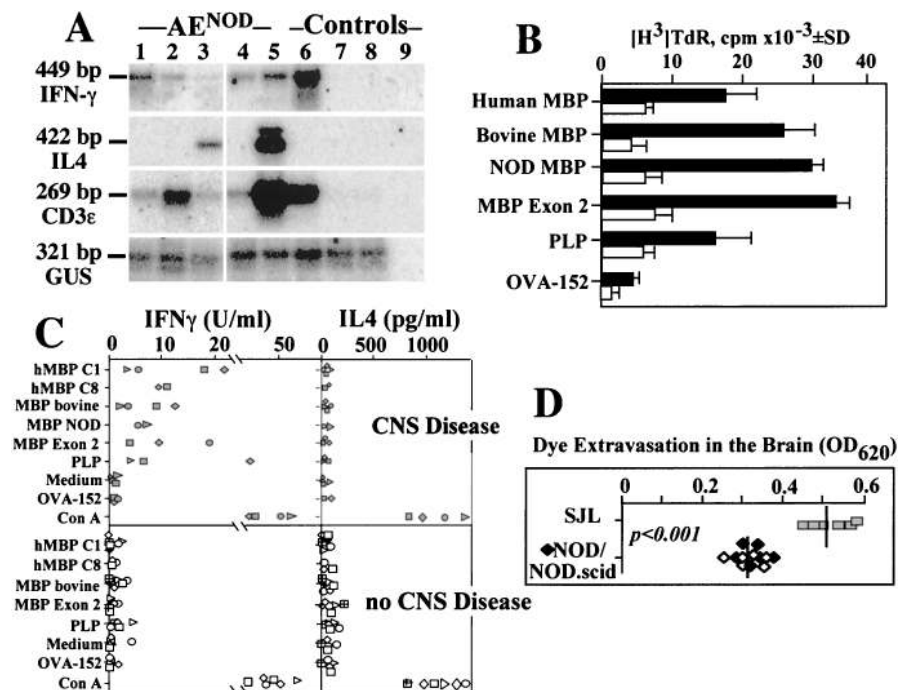 A
—AE^NOD— –Controls–
1 2 3 4 5 6 7 8 9
449 bp
IFN-γ
422 bp
IL4
269 bp
CD3ε
321 bp
GUS
B
[H³]TdR, cpm x10⁻³±SD
0 10 20 30 40
Human MBP
Bovine MBP
NOD MBP
MBP Exon 2
PLP
OVA-152
C
IFNγ (U/ml) IL4 (pg/ml)
0 10 20 50 0 500 1000
hMBP C1
hMBP C8
MBP bovine
MBP NOD
MBP Exon 2
PLP
Medium
OVA-152
Con A
CNS Disease
hMBP C1
hMBP C8
MBP bovine
MBP Exon 2
PLP
Medium
OVA-152
Con A
no CNS Disease
D
Dye Extravasation in the Brain (OD₆₂₀)
0 0.2 0.4 0.6
SJL
p<0.001
NOD/
NOD.scid